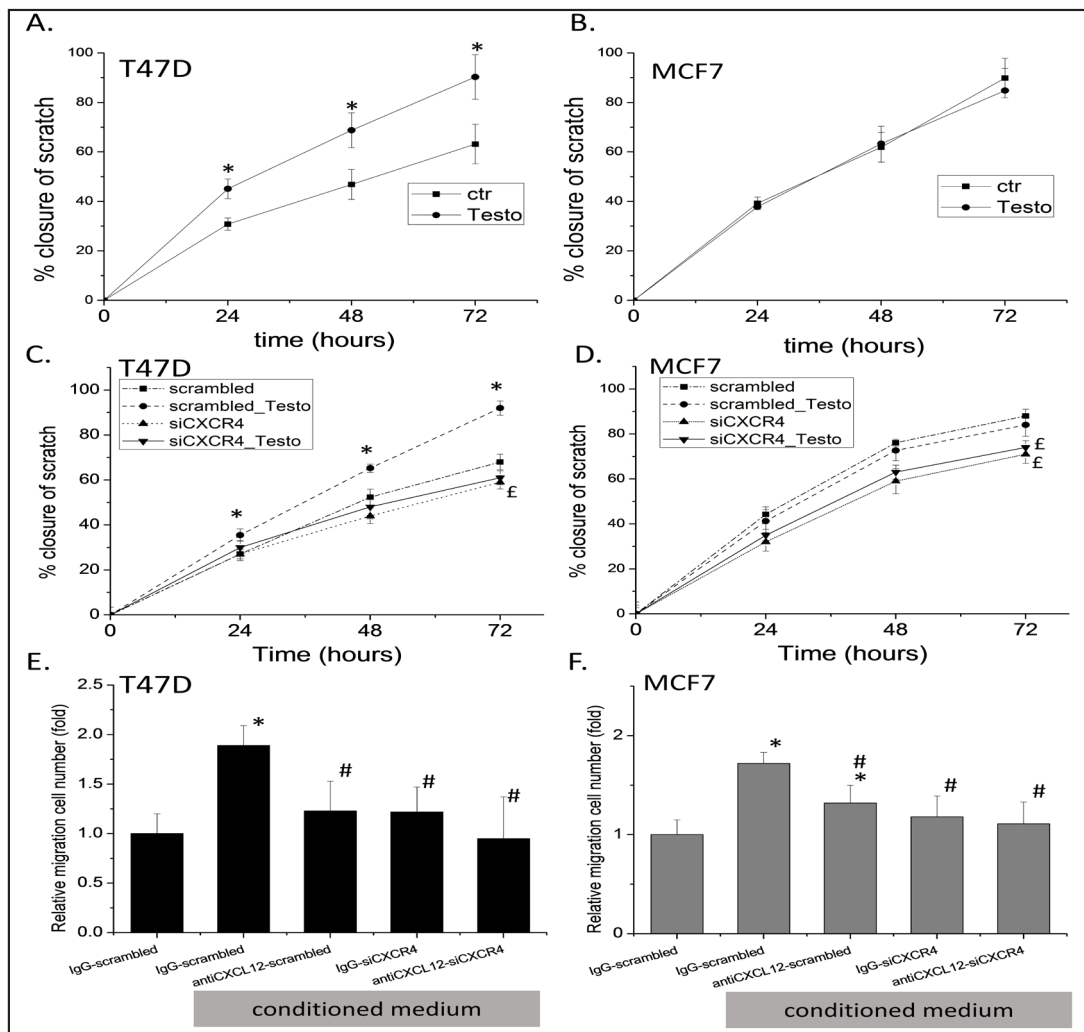 A.
T47D
100
80
60
40
20
0
% closure of scratch
*
*
*
ctr
Testo
0 24 48 72
time (hours)
B.
MCF7
100
80
60
40
20
0
% closure of scratch
ctr
Testo
0 24 48 72
time (hours)
C.
T47D
scrambled
scrambled_Testo
siCXCR4
siCXCR4_Testo
100
80
60
40
20
0
% closure of scratch
*
*
*
£
0 24 48 72
Time (hours)
D.
MCF7
scrambled
scrambled_Testo
siCXCR4
siCXCR4_Testo
100
80
60
40
20
0
% closure of scratch
£
£
0 24 48 72
Time (hours)
E.
T47D
2.5
2.0
1.5
1.0
0.5
0.0
Relative migration cell number (fold)
*
#
#
#
IgG-scrambled
IgG-scrambled
antiCXCL12-scrambled
IgG-siCXCR4
antiCXCL12-siCXCR4
conditioned medium
F.
MCF7
2
1
0
Relative migration cell number (fold)
*
#
*
#
#
IgG-scrambled
IgG-scrambled
antiCXCL12-scrambled
IgG-siCXCR4
antiCXCL12-siCXCR4
conditioned medium